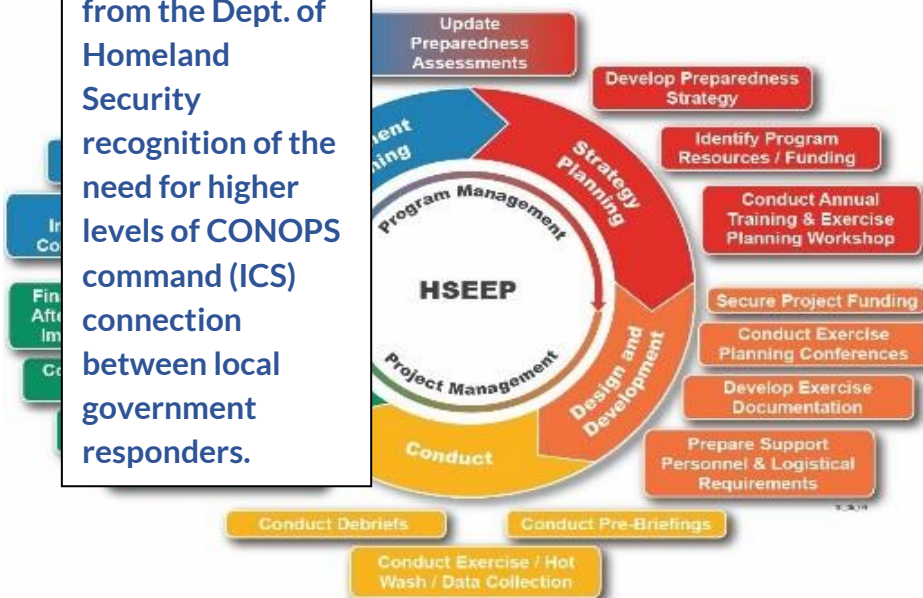 from the Dept. of
Homeland
Security
recognition of the
need for higher
levels of CONOPS
command (ICS)
connection
between local
government
responders.
Update
Preparedness
Assessments
Develop Preparedness
Strategy
Identify Program
Resources / Funding
Conduct Annual
Training & Exercise
Planning Workshop
Secure Project Funding
Conduct Exercise
Planning Conferences
Develop Exercise
Documentation
Prepare Support
Personnel & Logistical
Requirements
Strategy
Planning
Design and
Development
Conduct
Program Management
HSEEP
Project Management
Conduct Debriefs
Conduct Pre-Briefings
Conduct Exercise / Hot
Wash / Data Collection